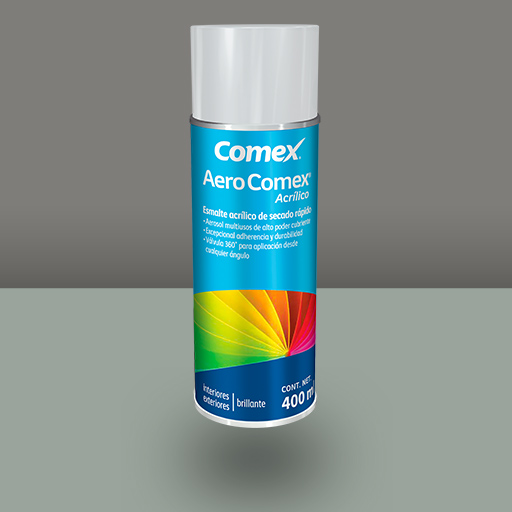 Comex
AeroComex®
Acrílico
Esmalte acrílico de secado rápido
• Aerosol multiusos de alto poder cubriente
• Excepcional adherencia y durabilidad
• Válvula 360° para aplicación desde
cualquier ángulo
interiores
exteriores
brillante
CONT. NET.
400 m